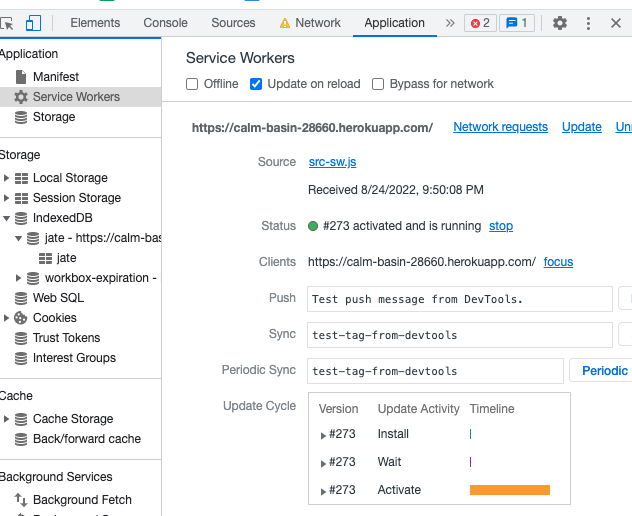 Elements Console Sources Network Application 2 1
Application
Manifest
Service Workers
Storage
Storage
Local Storage
Session Storage
IndexedDB
jate - https://calm-bas
jate
workbox-expiration -
Web SQL
Cookies
Trust Tokens
Interest Groups
Cache
Cache Storage
Back/forward cache
Background Services
Background Fetch
Service Workers
Offline Update on reload Bypass for network
https://calm-basin-28660.herokuapp.com/ Network requests Update
Source src-sw.js
Received 8/24/2022, 9:50:08 PM
Status #273 activated and is running stop
Clients https://calm-basin-28660.herokuapp.com/ focus
Push Test push message from DevTools.
Sync test-tag-from-devtools
Periodic Sync test-tag-from-devtools Periodic
Update Cycle Version Update Activity Timeline
#273 Install
#273 Wait
#273 Activate